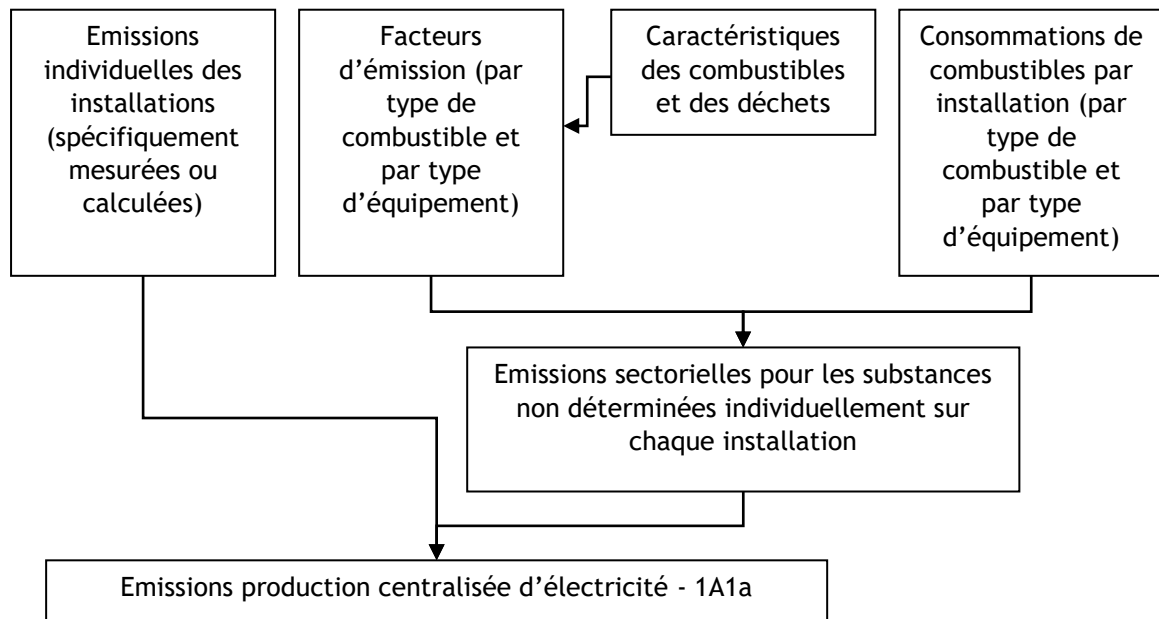 Emissions
individuelles des
installations
(spécifiquement
mesurées ou
calculées)
Facteurs
d’émission (par
type de
combustible et
par type
d’équipement)
Caractéristiques
des combustibles
et des déchets
Consommations de
combustibles par
installation (par
type de
combustible et
par type
d’équipement)
Emissions sectorielles pour les substances
non déterminées individuellement sur
chaque installation
Emissions production centralisée d’électricité - 1A1a